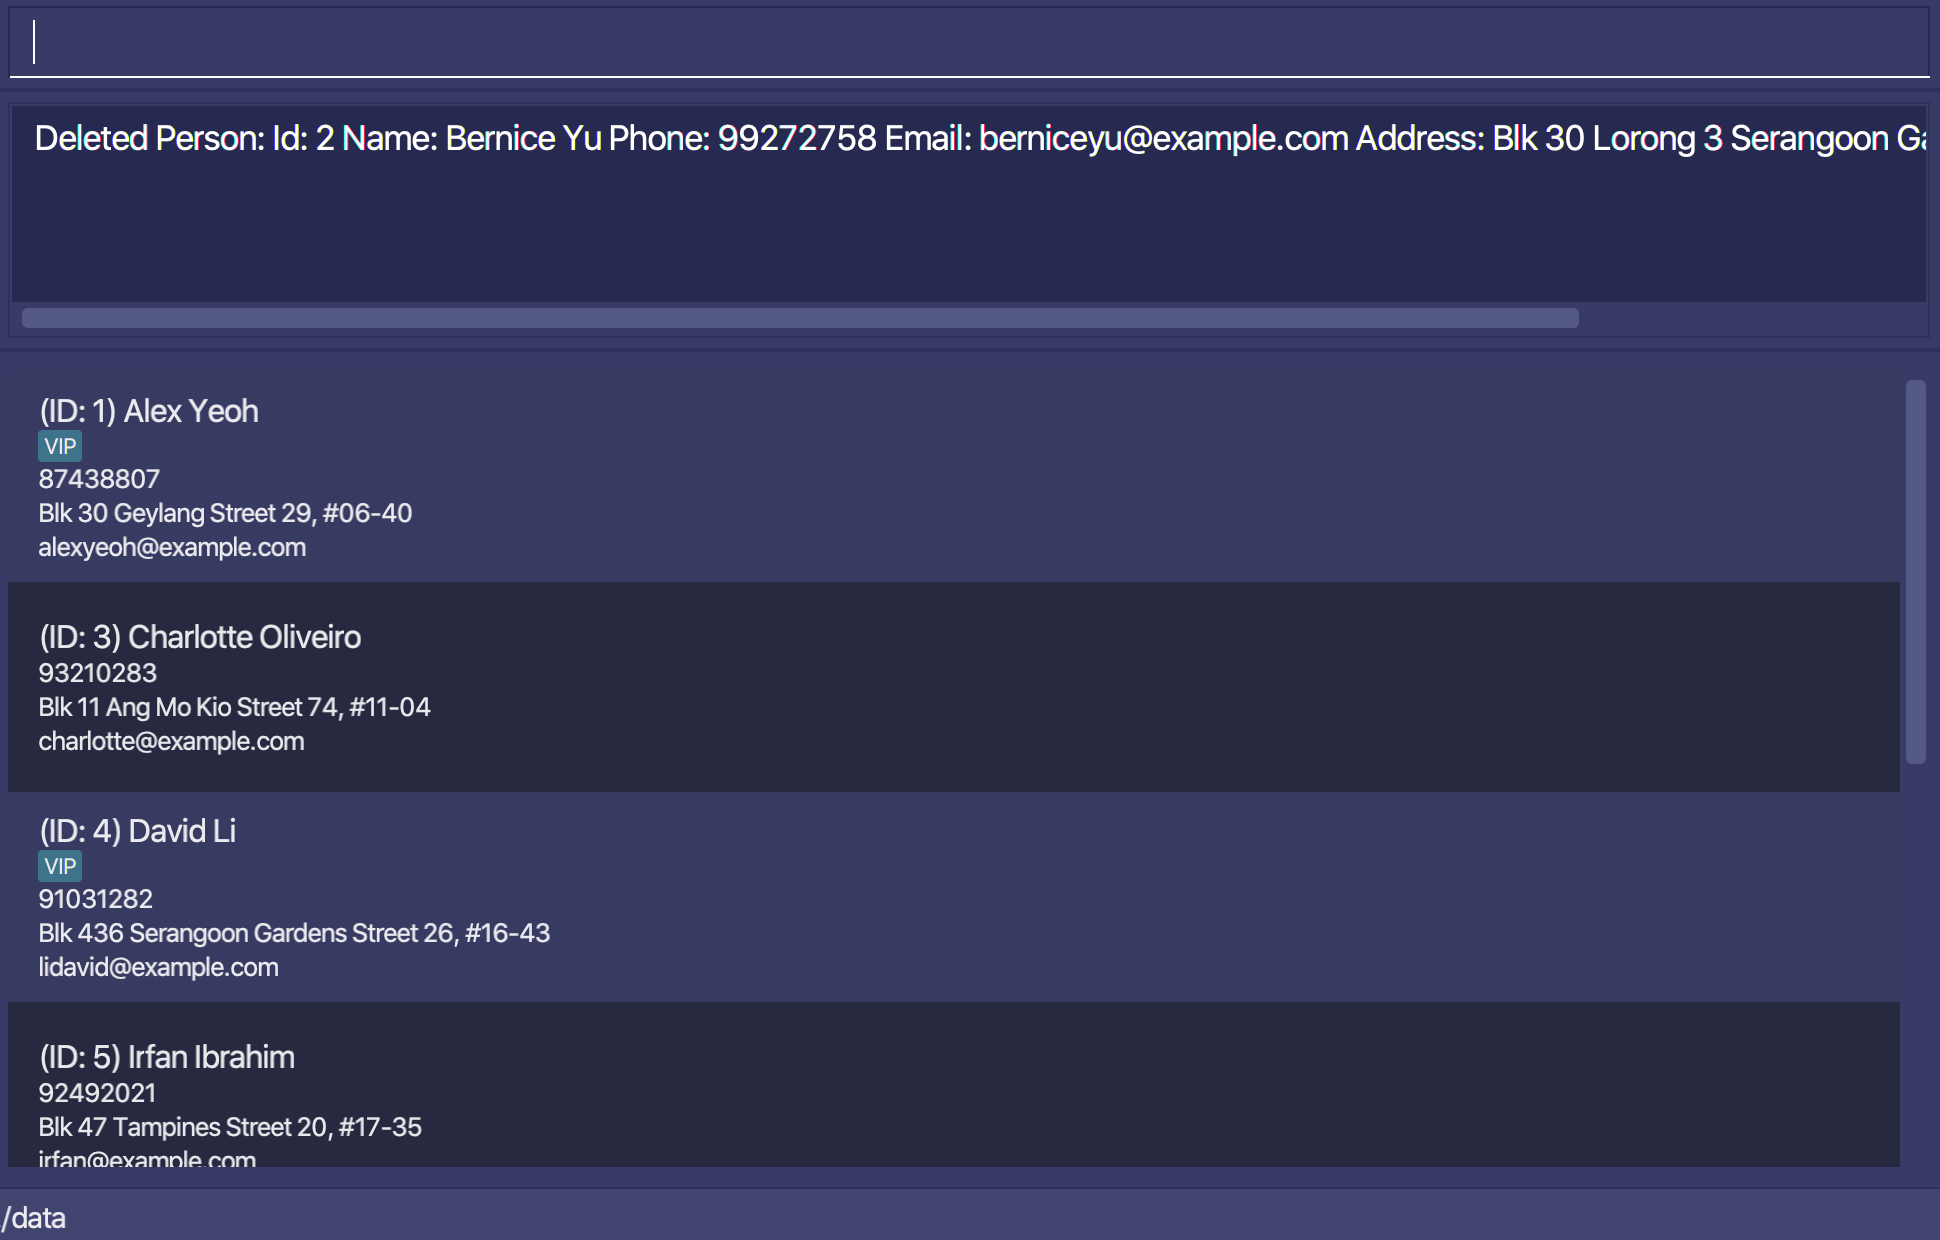 Deleted Person: Id: 2 Name: Bernice Yu Phone: 99272758 Email: berniceyu@example.com Address: Blk 30 Lorong 3 Serangoon
(ID: 1) Alex Yeoh
VIP
87438807
Blk 30 Geylang Street 29, #06-40
alexyeoh@example.com
(ID: 3) Charlotte Oliveiro
93210283
Blk 11 Ang Mo Kio Street 74, #11-04
charlotte@example.com
(ID: 4) David Li
VIP
91031282
Blk 436 Serangoon Gardens Street 26, #16-43
lidavid@example.com
(ID: 5) Irfan Ibrahim
92492021
Blk 47 Tampines Street 20, #17-35
irfan@example.com
/data